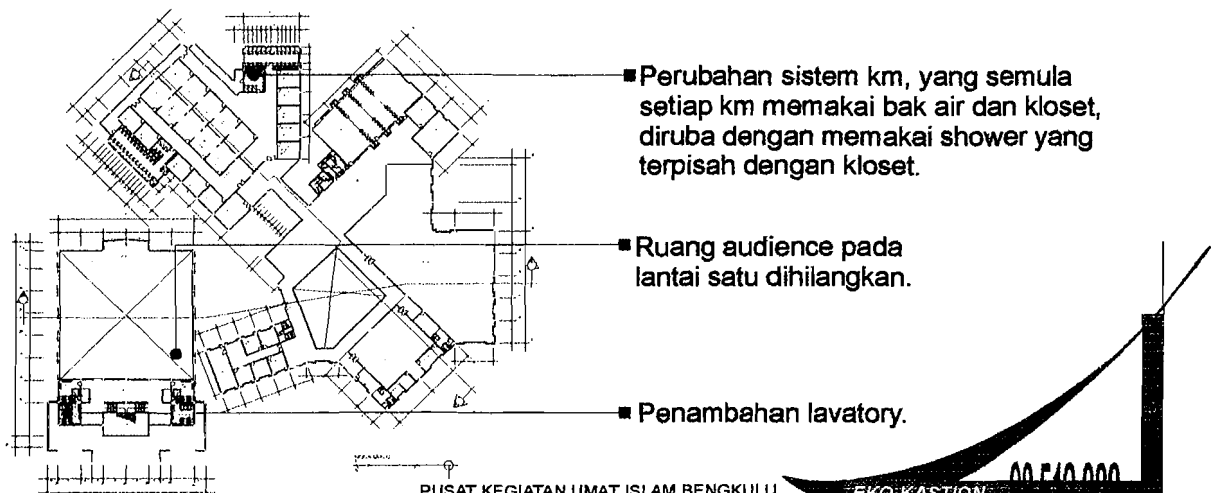 Perubahan sistem km, yang semula
setiap km memakai bak air dan kloset,
diruba dengan memakai shower yang
terpisah dengan kloset.
Ruang audience pada
lantai satu dihilangkan.
Penambahan lavatory.
PUSAT KEGIATAN UMAT ISLAM BENGKULU
EKO KASTION